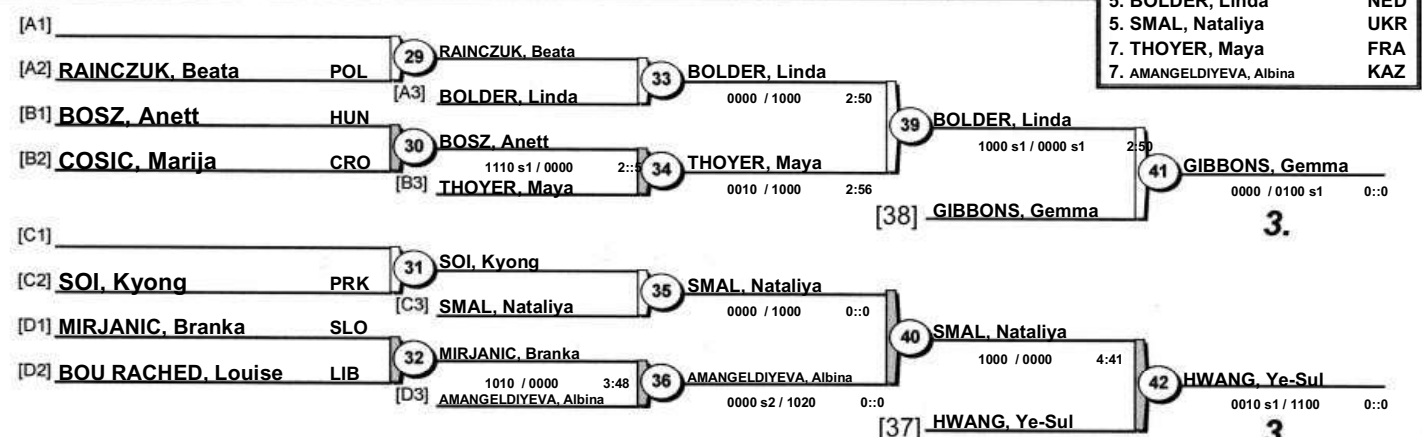 5. BOLDER, Linda NED
5. SMAL, Nataliya UKR
7. THOYER, Maya FRA
7. AMANGELDIYEVA, Albina KAZ
[A1]
[A2] RAINCZUK, Beata POL
29
RAINCZUK, Beata
[A3] BOLDER, Linda
33
BOLDER, Linda
0000 / 1000 2:50
[B1] BOSZ, Anett HUN
[B2] COSIC, Marija CRO
30
BOSZ, Anett
1110 s1 / 0000 2::5
[B3] THOYER, Maya
34
THOYER, Maya
0010 / 1000 2:56
39
BOLDER, Linda
1000 s1 / 0000 s1 2:50
[38] GIBBONS, Gemma
41
GIBBONS, Gemma
0000 / 0100 s1 0::0
3.
[C1]
[C2] SOI, Kyong PRK
31
SOI, Kyong
[C3] SMAL, Nataliya
35
SMAL, Nataliya
0000 / 1000 0::0
[D1] MIRJANIC, Branka SLO
[D2] BOU RACHED, Louise LIB
32
MIRJANIC, Branka
1010 / 0000 3:48
[D3] AMANGELDIYEVA, Albina
36
AMANGELDIYEVA, Albina
0000 s2 / 1020 0::0
40
SMAL, Nataliya
1000 / 0000 4:41
[37] HWANG, Ye-Sul
42
HWANG, Ye-Sul
0010 s1 / 1100 0::0
3